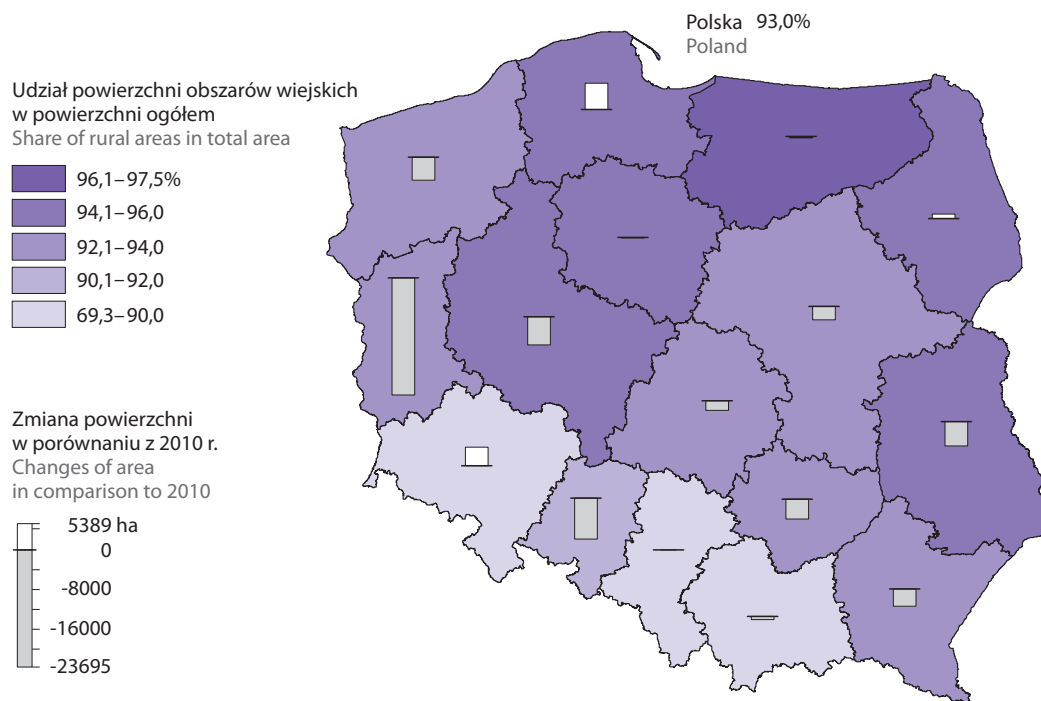 Polska 93,0%
Poland
Udział powierzchni obszarów wiejskich
w powierzchni ogółem
Share of rural areas in total area
96,1–97,5%
94,1–96,0
92,1–94,0
90,1–92,0
69,3–90,0
Zmiana powierzchni
w porównaniu z 2010 r.
Changes of area
in comparison to 2010
5389 ha
0
-8000
-16000
-23695